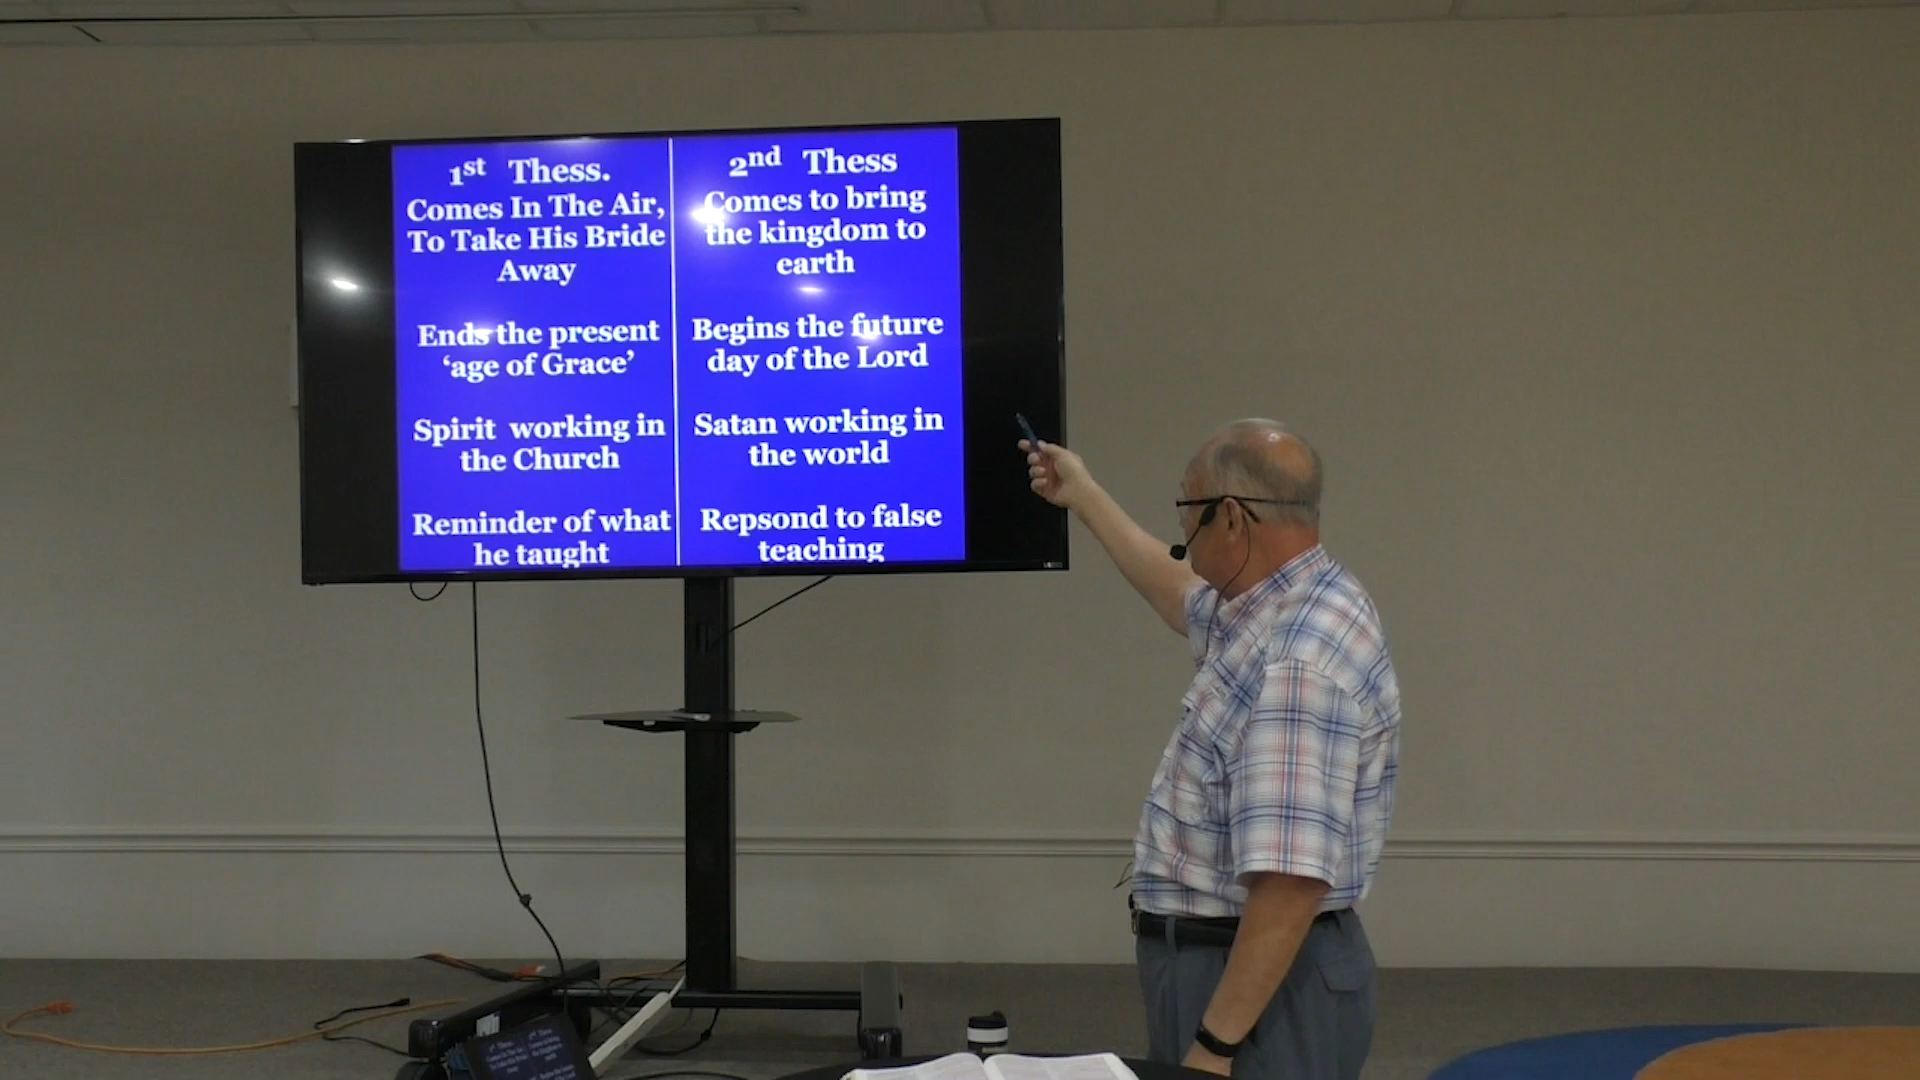 1st Thess.
Comes In The Air,
To Take His Bride
Away
Ends the present
‘age of Grace’
Spirit working in
the Church
Reminder of what
he taught
2nd Thess
Comes to bring
the kingdom to
earth
Begins the future
day of the Lord
Satan working in
the world
Repsond to false
teaching